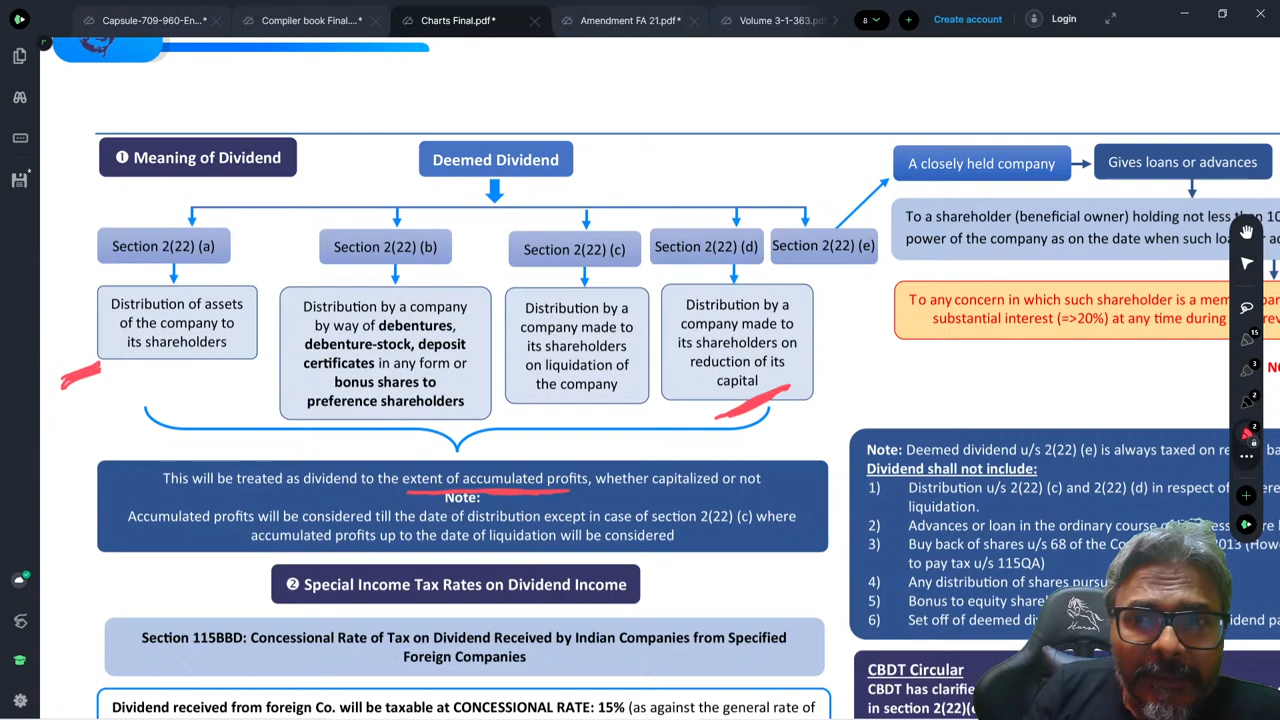 Capsule-709-960-En...*
Compiler book Final....*
Charts Final.pdf*
Amendment FA 21.pdf*
Volume 3-1-363.pdf
8
Create account
Login
❶ Meaning of Dividend
Deemed Dividend
A closely held company
Gives loans or advances
Section 2(22) (a)
Section 2(22) (b)
Section 2(22) (c)
Section 2(22) (d)
Section 2(22) (e)
To a shareholder (beneficial owner) holding not less than 10
power of the company as on the date when such
Distribution of assets
of the company to
its shareholders
Distribution by a company
by way of debentures,
debenture-stock, deposit
certificates in any form or
bonus shares to
preference shareholders
Distribution by a
company made to
its shareholders
on liquidation of
the company
Distribution by a
company made to
its shareholders on
reduction of its
capital
To any concern in which such shareholder is a
substantial interest (=>20%) at any time during
This will be treated as dividend to the extent of accumulated profits, whether capitalized or not
Note:
Accumulated profits will be considered till the date of distribution except in case of section 2(22) (c) where
accumulated profits up to the date of liquidation will be considered
Note: Deemed dividend u/s 2(22) (e) is always taxed on
Dividend shall not include:
1) Distribution u/s 2(22) (c) and 2(22) (d) in respect of
liquidation.
2) Advances or loan in the ordinary course of
3) Buy back of shares u/s 68 of the 2013
to pay tax u/s 115QA)
4) Any distribution of shares
5) Bonus to equity
6) Set off of deemed
❷ Special Income Tax Rates on Dividend Income
Section 115BBD: Concessional Rate of Tax on Dividend Received by Indian Companies from Specified
Foreign Companies
Dividend received from foreign Co. will be taxable at CONCESSIONAL RATE: 15% (as against the general rate of
CBDT Circular
CBDT has
in section
15
3
2
2